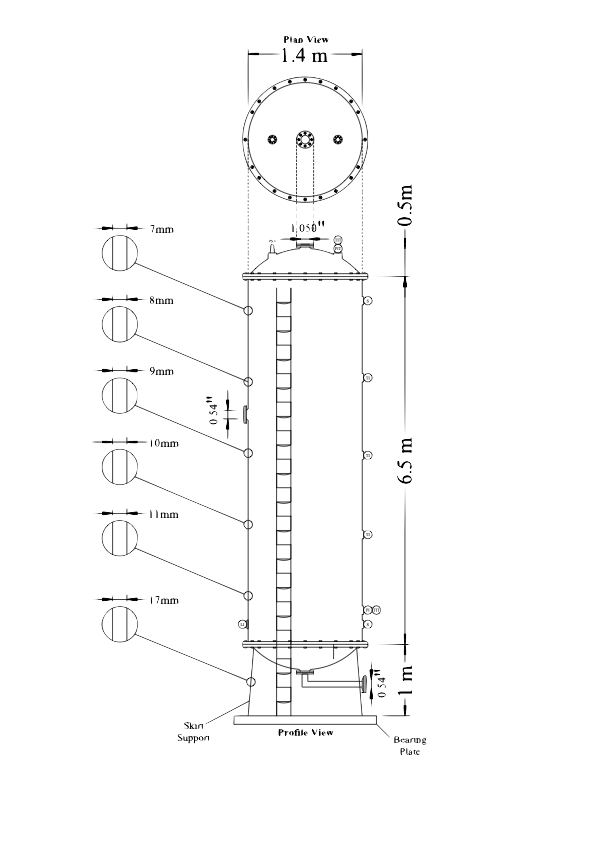 Plan View
1.4 m
0.5m
7mm
1.050"
8mm
9mm
0.54"
10mm
6.5 m
11mm
17mm
1 m
0.54"
Skirt
Support
Profile View
Bearing
Plate